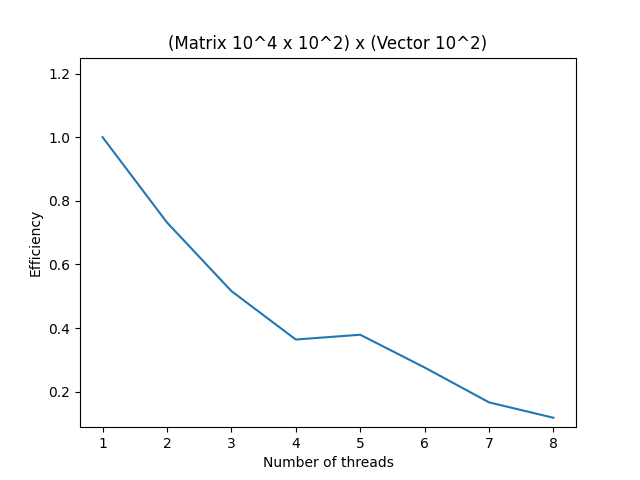 (Matrix 10^4 x 10^2) x (Vector 10^2)
1.2
1.0
0.8
0.6
0.4
0.2
Efficiency
1 2 3 4 5 6 7 8
Number of threads